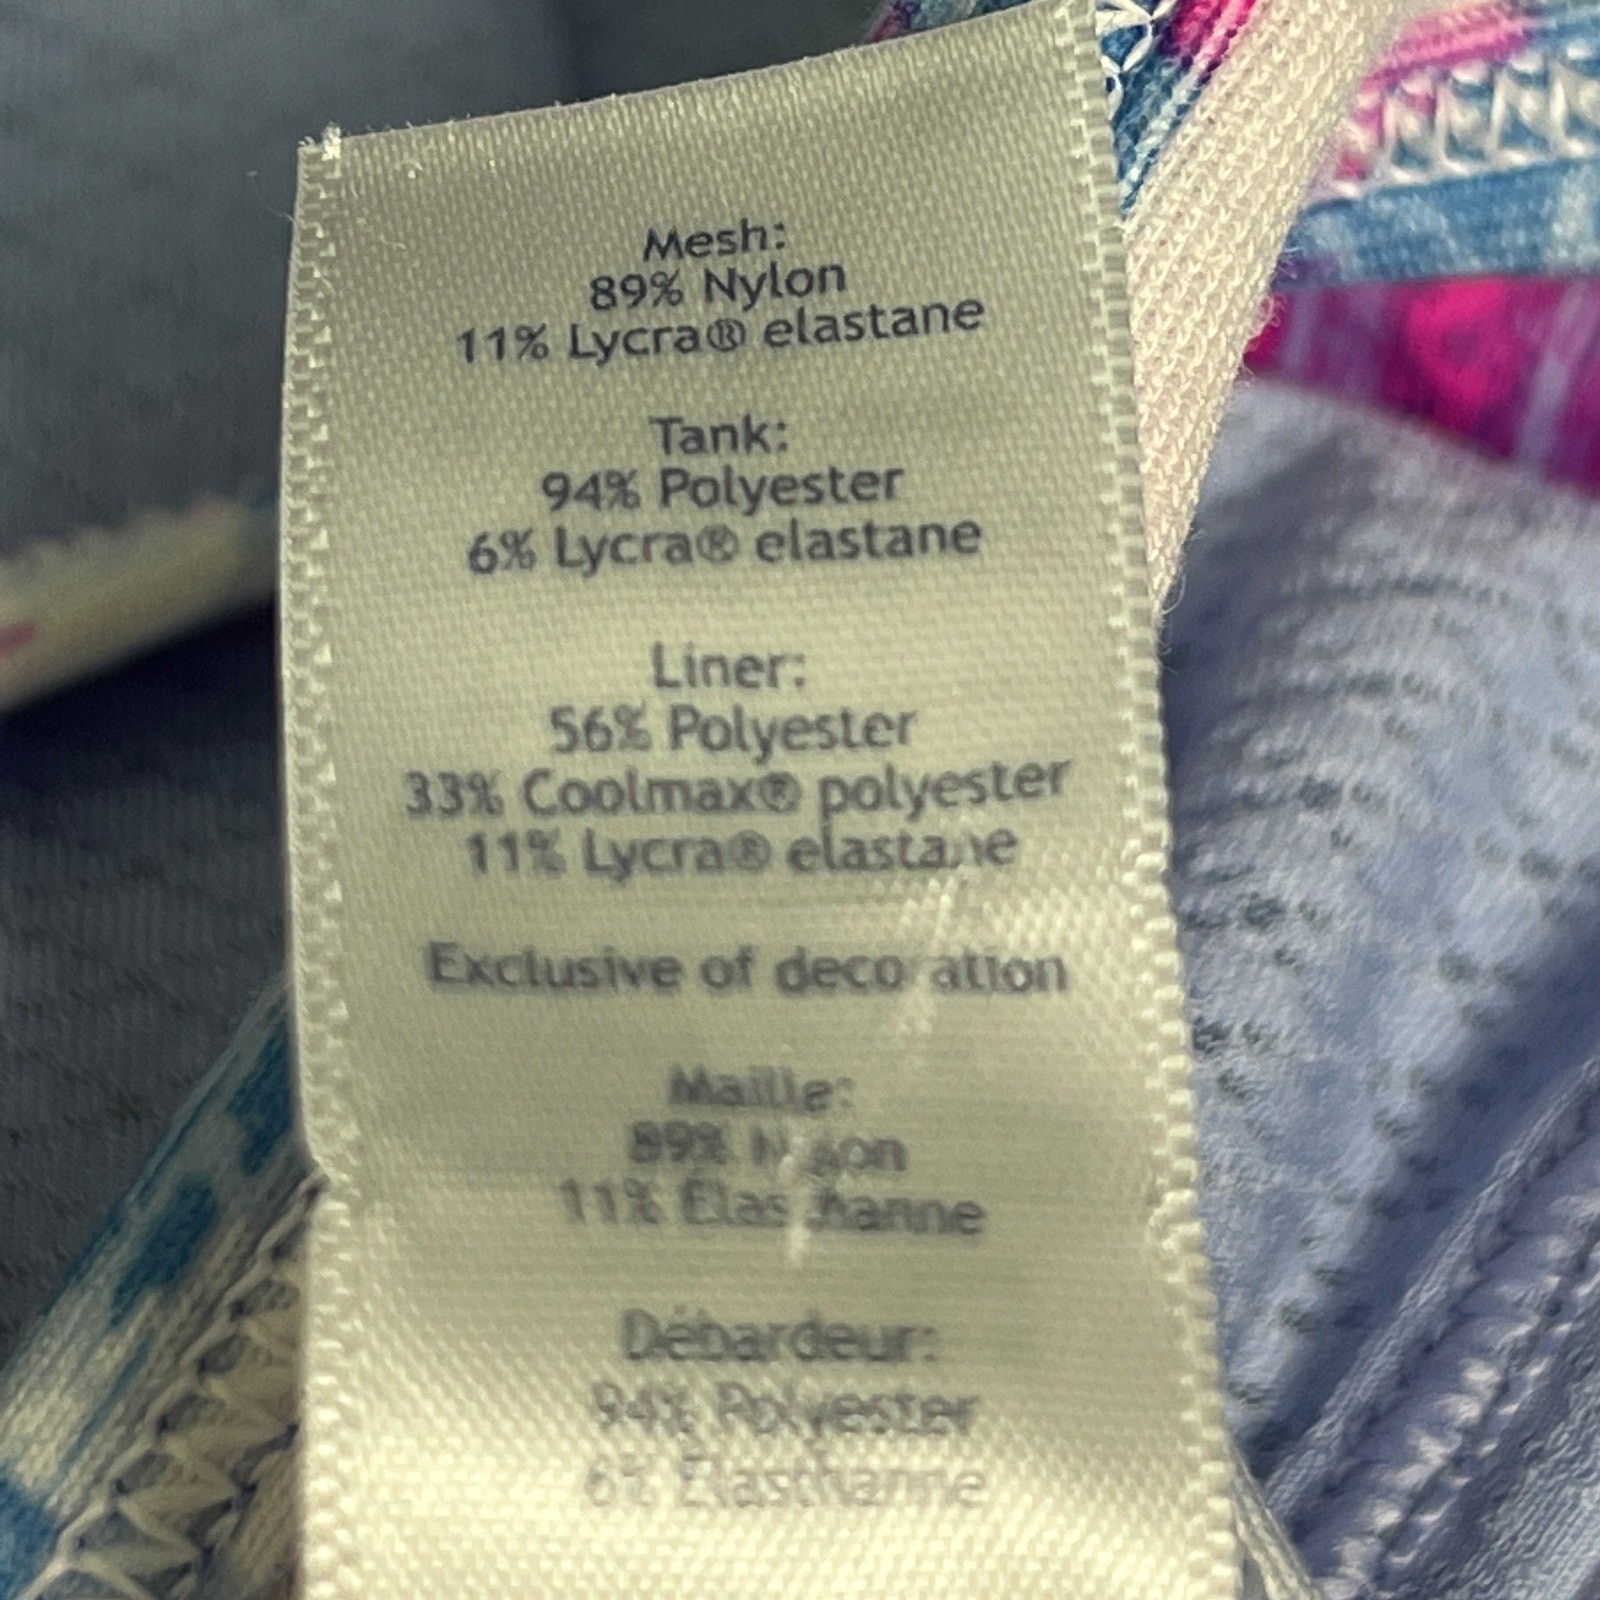 Mesh:
89% Nylon
11% Lycra® elastane
Tank:
94% Polyester
6% Lycra® elastane
Liner:
56% Polyester
33% Coolmax® polyester
11% Lycra® elastane
Exclusive of decoration
Maille:
89% Nylon
11% Élasthanne
Débardeur:
94% Polyester
6% Élasthanne